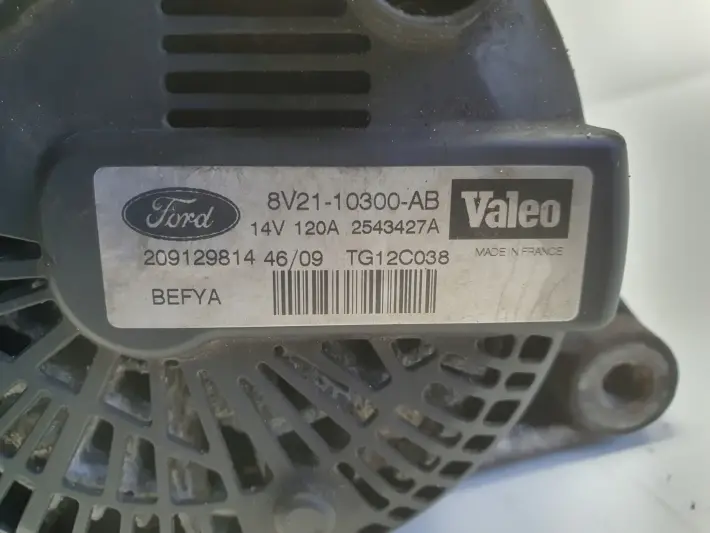 Ford
8V21-10300-AB
Valeo
14V 120A 2543427A
209129814 46/09 TG12C038
MADE IN FRANCE
BEFYA